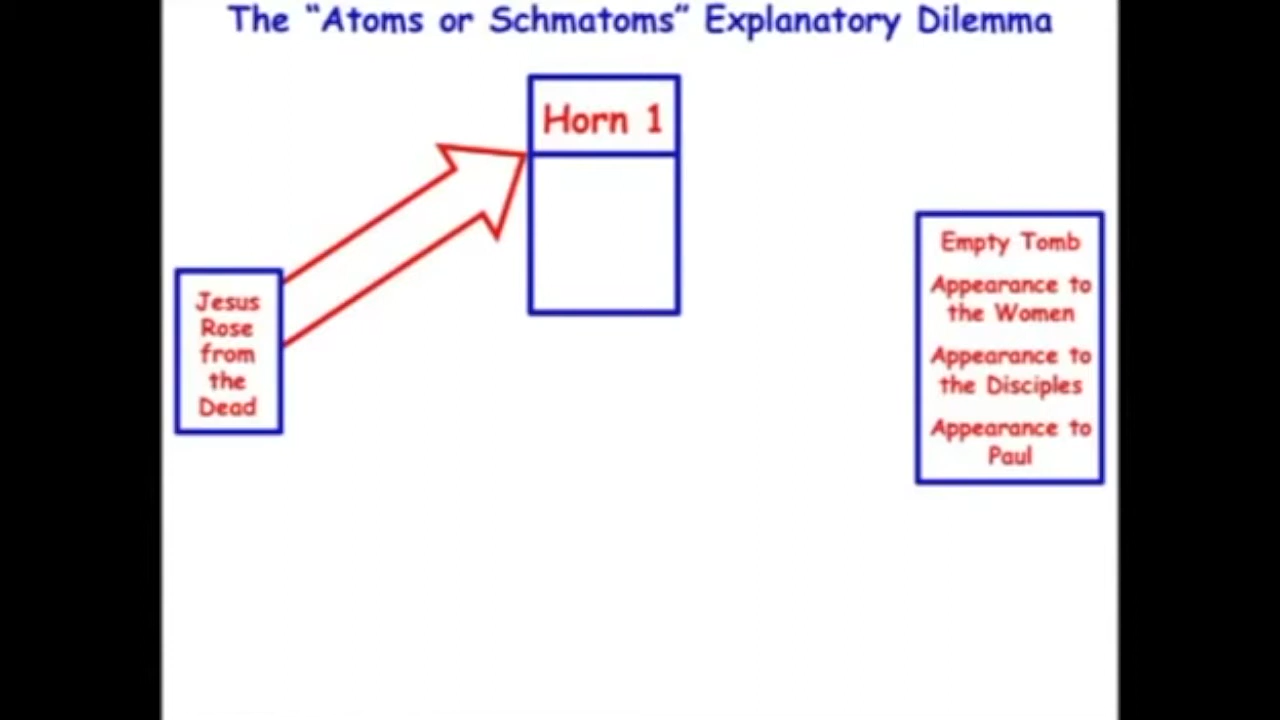 The “Atoms or Schmatoms” Explanatory Dilemma
Horn 1
Jesus
Rose
from
the
Dead
Empty Tomb
Appearance to
the Women
Appearance to
the Disciples
Appearance to
Paul